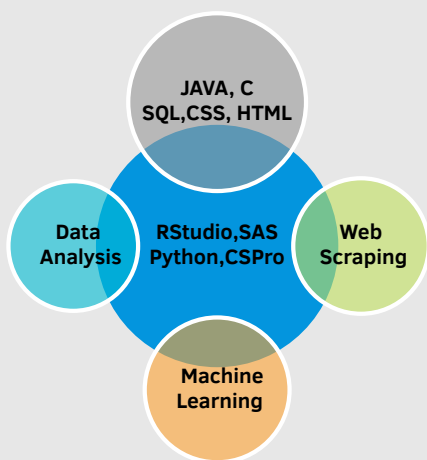 JAVA, C
SQL,CSS, HTML
Data
Analysis
RStudio,SAS
Python,CSPro
Web
Scraping
Machine
Learning